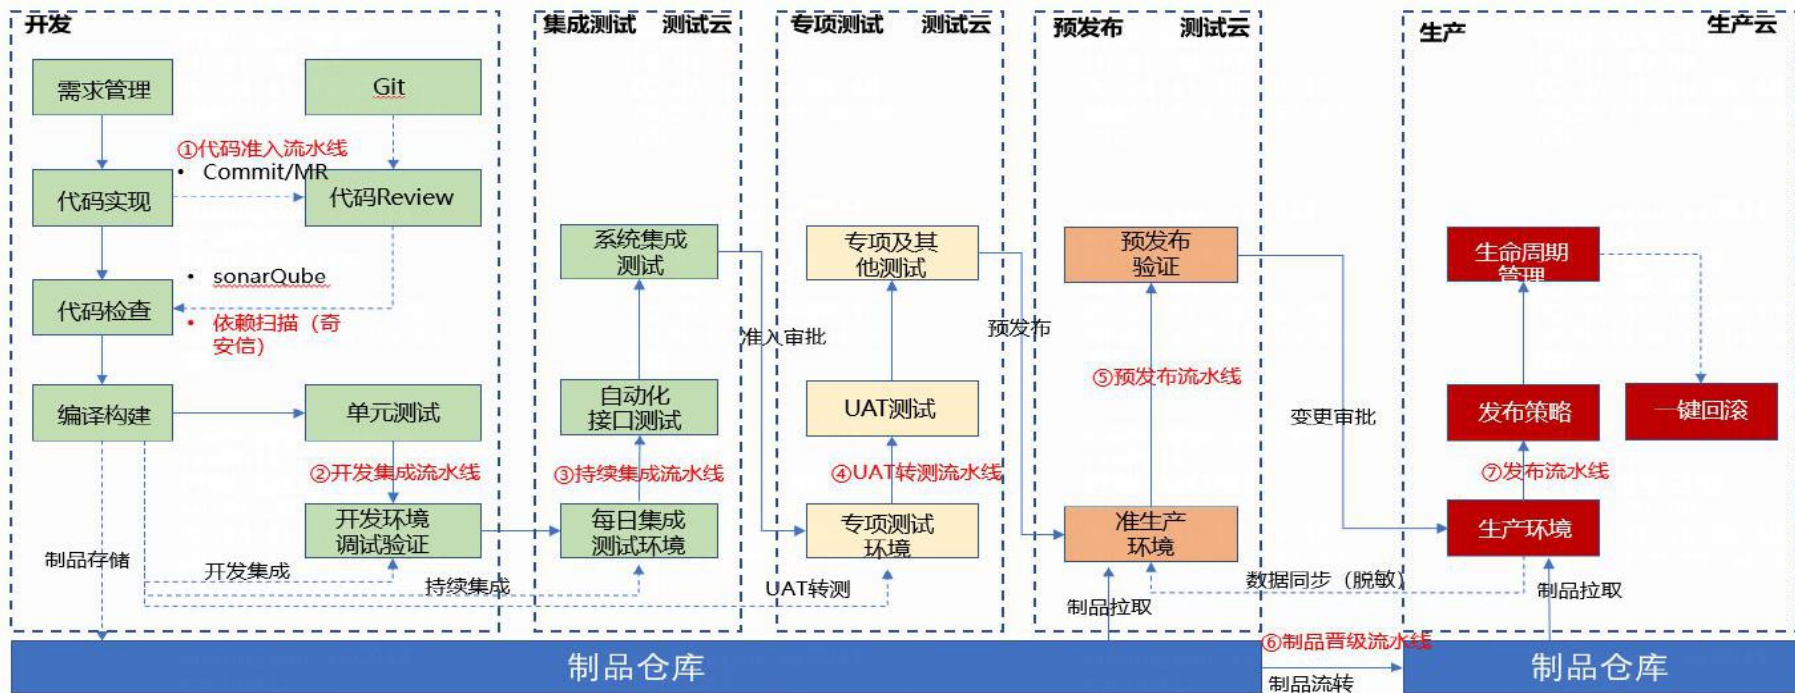 开发
需求管理
Git
①代码准入流水线
• Commit/MR
代码实现
代码Review
• sonarQube
代码检查
• 依赖扫描（奇
安信）
编译构建
单元测试
②开发集成流水线
开发环境
调试验证
制品存储
开发集成
持续集成
UAT转测
集成测试 测试云
系统集成
测试
自动化
接口测试
③持续集成流水线
每日集成
测试环境
准入审批
专项测试 测试云
专项及其
他测试
UAT测试
④UAT转测流水线
专项测试
环境
预发布
预发布 测试云
预发布
验证
⑤预发布流水线
准生产
环境
制品拉取
变更审批
数据同步（脱敏）
生产 生产云
生命周期
管理
发布策略
一键回滚
⑦发布流水线
生产环境
制品拉取
制品仓库
⑥制品晋级流水线
制品流转
制品仓库